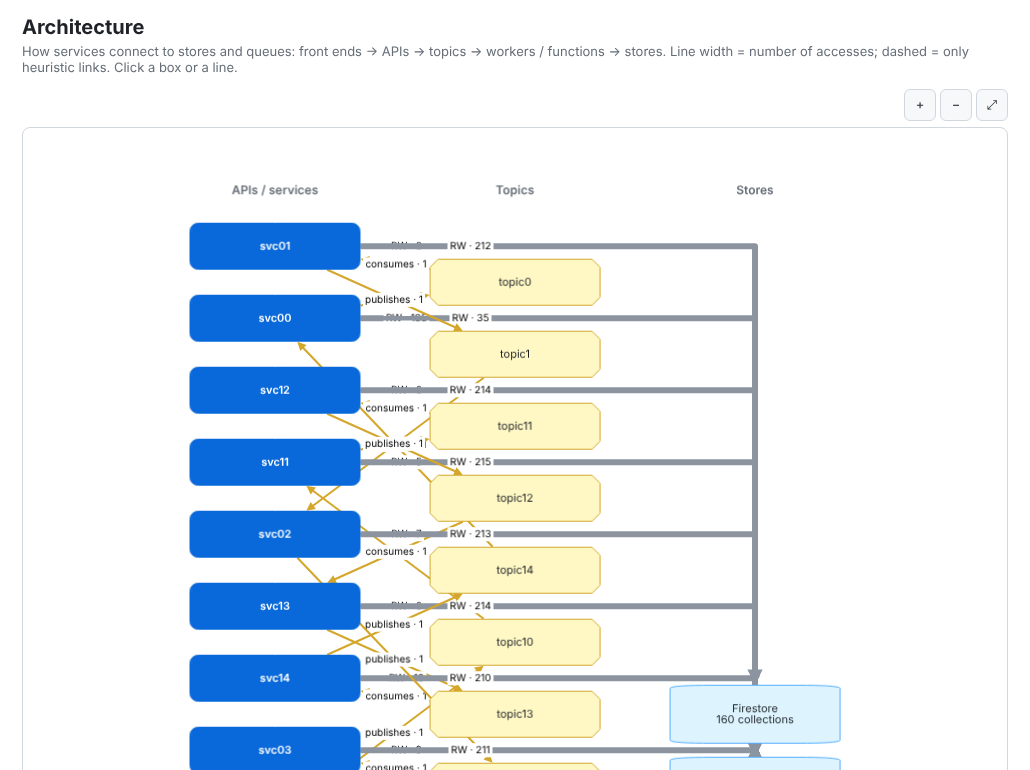 Architecture
How services connect to stores and queues: front ends → APIs → topics → workers / functions → stores. Line width = number of accesses; dashed = only
heuristic links. Click a box or a line.
+
−
⤢
APIs / services
Topics
Stores
svc01
RW · 212
consumes · 1
topic0
publishes · 1
svc00
RW · 35
topic1
svc12
RW · 214
consumes · 1
topic11
publishes · 1
svc11
RW · 215
topic12
svc02
RW · 213
consumes · 1
topic14
svc13
RW · 214
publishes · 1
topic10
publishes · 1
svc14
RW · 210
consumes · 1
topic13
Firestore
160 collections
publishes · 1
svc03
RW · 211
consumes · 1